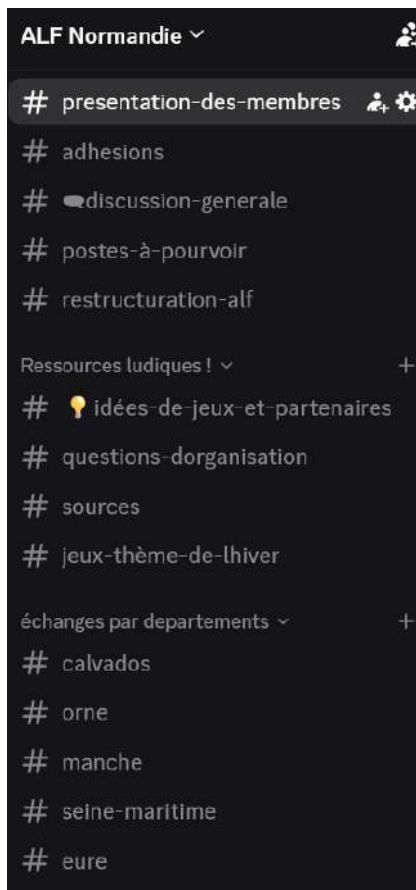 ALF Normandie
# presentation-des-membres
# adhesions
# discussion-generale
# postes-à-pourvoir
# restructuration-alf
Ressources ludiques !
# idées-de-jeux-et-partenaires
# questions-dorganisation
# sources
# jeux-thème-de-lhiver
échanges par departements
# calvados
# orne
# manche
# seine-maritime
# eure